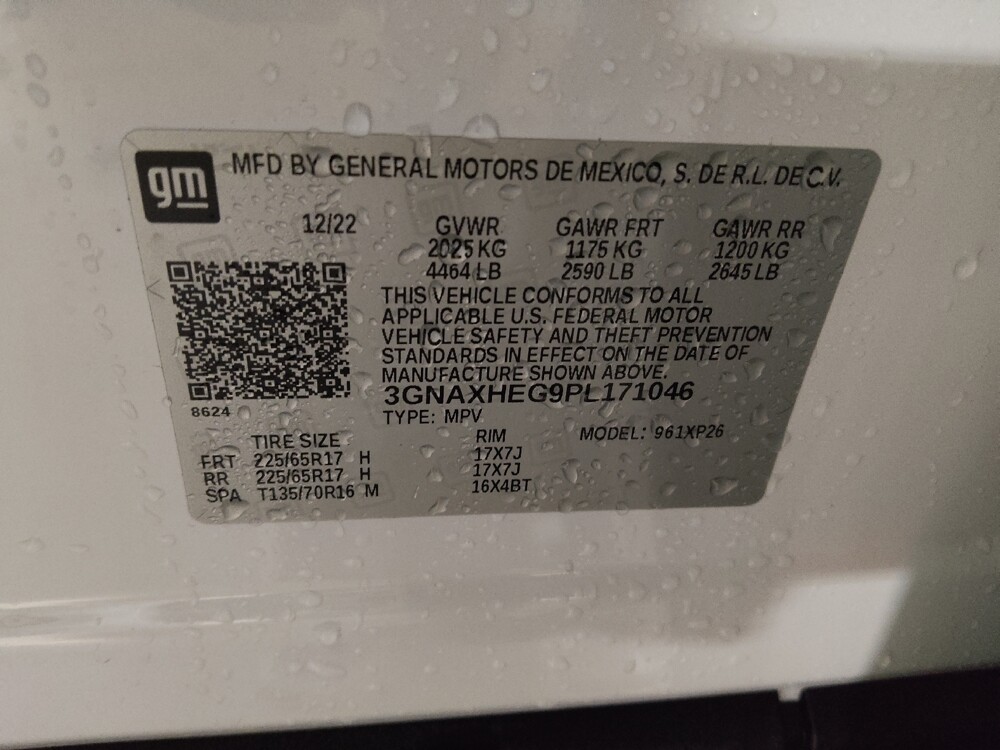 gm
MFD BY GENERAL MOTORS DE MEXICO, S. DE R.L. DE C.V.
12/22 GVWR GAWR FRT GAWR RR
2025 KG 1175 KG 1200 KG
4464 LB 2590 LB 2645 LB
THIS VEHICLE CONFORMS TO ALL
APPLICABLE U.S. FEDERAL MOTOR
VEHICLE SAFETY AND THEFT PREVENTION
STANDARDS IN EFFECT ON THE DATE OF
MANUFACTURE SHOWN ABOVE.
3GNAXHEG9PL171046
8624
TYPE: MPV
TIRE SIZE RIM MODEL: 961XP26
FRT 225/65R17 H 17X7J
RR 225/65R17 H 17X7J
SPA T135/70R16 M 16X4BT